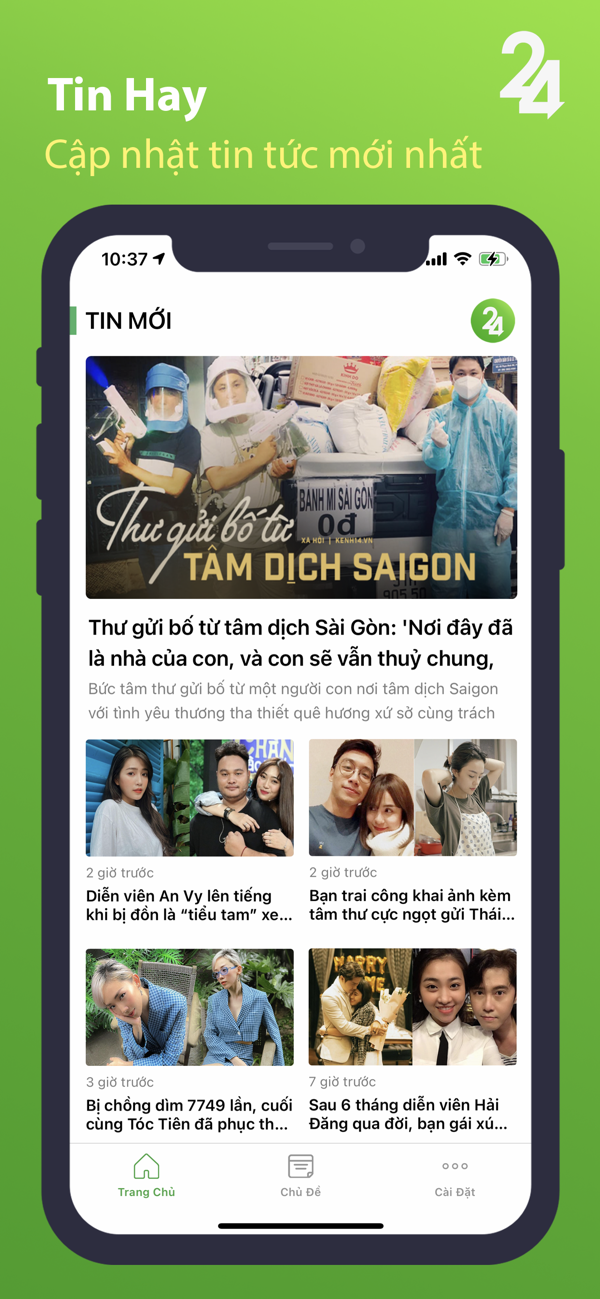 24
Tin Hay
Cập nhật tin tức mới nhất
10:37
TIN MỚI
24
BÁNH MÌ SÀI GÒN
0đ
Thư gửi bố từ
XÃ HỘI | KENH14.VN
TÂM DỊCH SAIGON
Thư gửi bố từ tâm dịch Sài Gòn: 'Nơi đây đã
là nhà của con, và con sẽ vẫn thuỷ chung,
Bức tâm thư gửi bố từ một người con nơi tâm dịch Saigon
với tình yêu thương tha thiết quê hương xứ sở cùng trách
2 giờ trước
Diễn viên An Vy lên tiếng
khi bị đồn là “tiểu tam” xe...
2 giờ trước
Bạn trai công khai ảnh kèm
tâm thư cực ngọt gửi Thái...
3 giờ trước
Bị chồng dìm 7749 lần, cuối
cùng Tóc Tiên đã phục th...
7 giờ trước
Sau 6 tháng diễn viên Hải
Đăng qua đời, bạn gái xú...
Trang Chủ
Chủ Đề
Cài Đặt